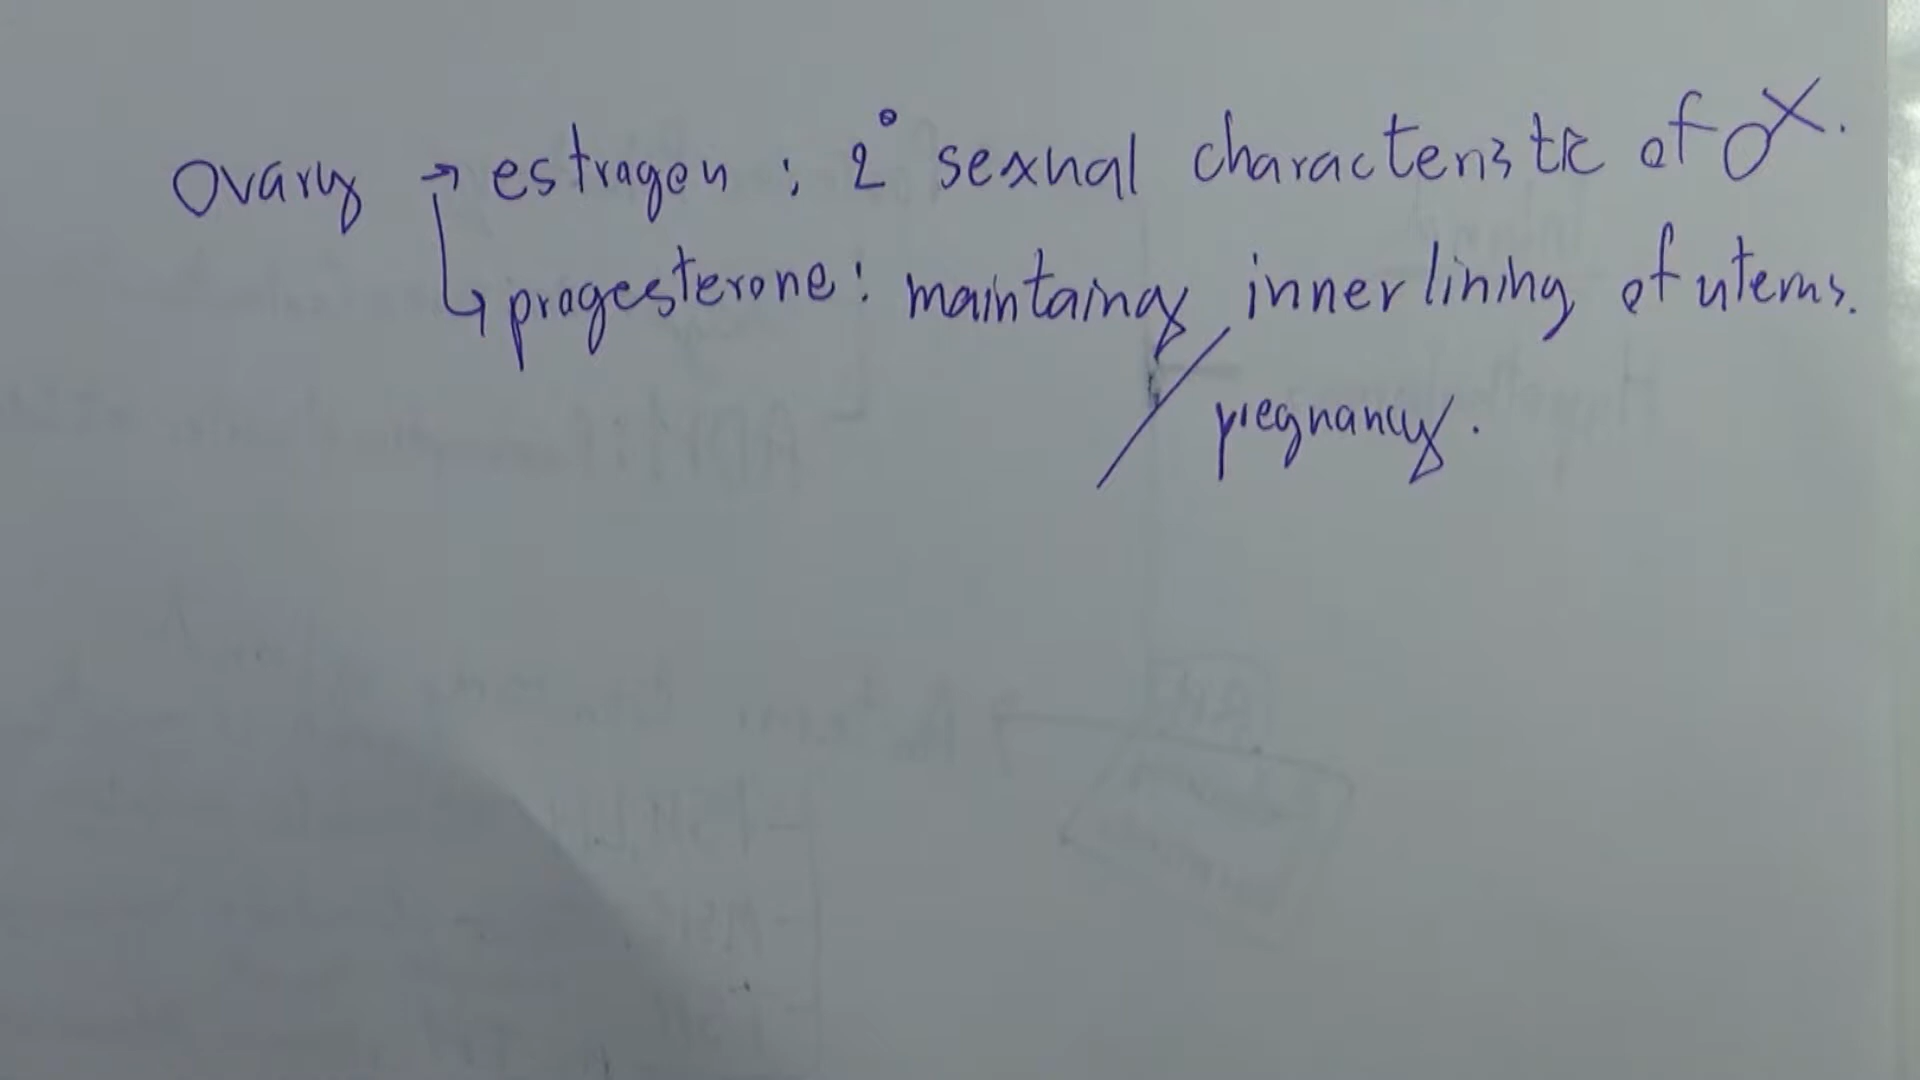 Ovary → estragen : 2° sexual characteristic of ♀.
↳ progesterone : maintaing inner lining of uterus.
/ pregnancy.